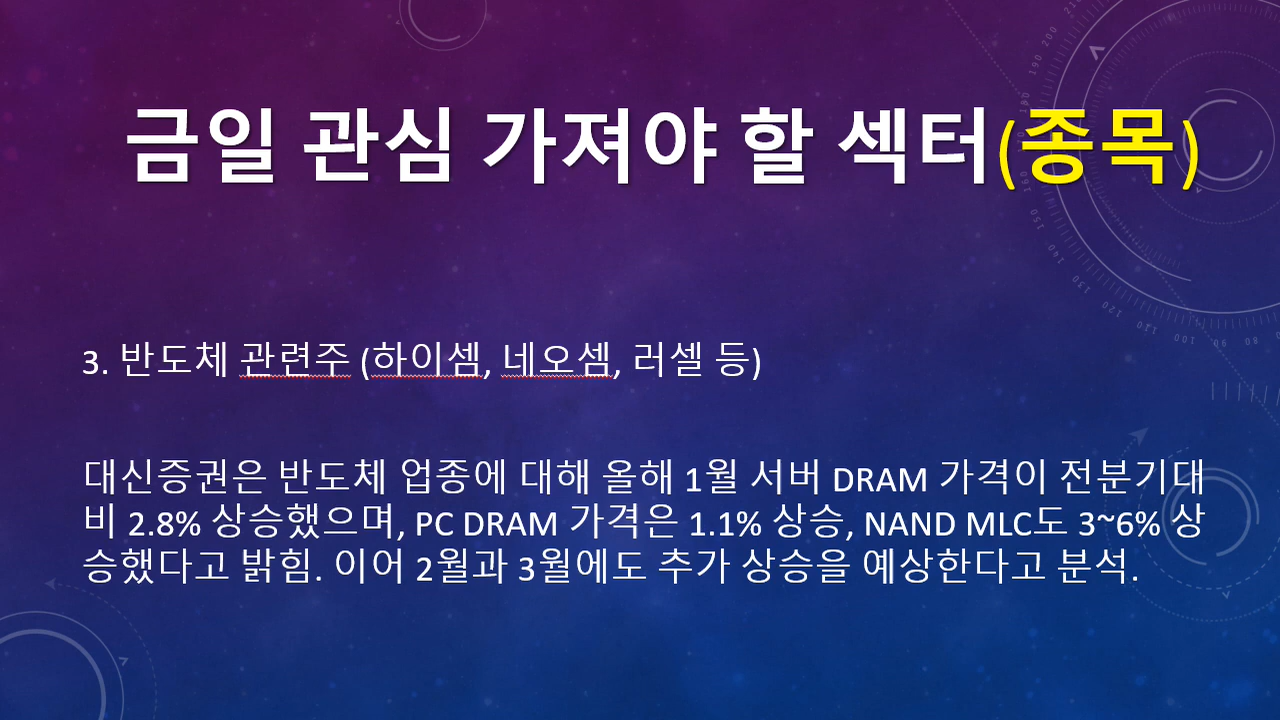 금일 관심 가져야 할 섹터(종목)
3. 반도체 관련주 (하이셈, 네오셈, 러셀 등)
대신증권은 반도체 업종에 대해 올해 1월 서버 DRAM 가격이 전분기대
비 2.8% 상승했으며, PC DRAM 가격은 1.1% 상승, NAND MLC도 3~6% 상
승했다고 밝힘. 이어 2월과 3월에도 추가 상승을 예상한다고 분석.